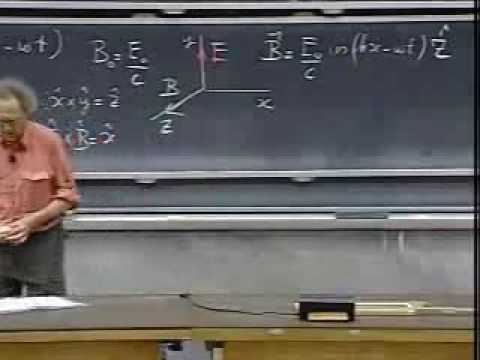 -ωt)
B₀ = E₀/c
x̂ × ŷ = ẑ
× B̂ = x̂
y
E
B
x
z
B⃗ = E₀/c cos(kx-ωt) ẑ